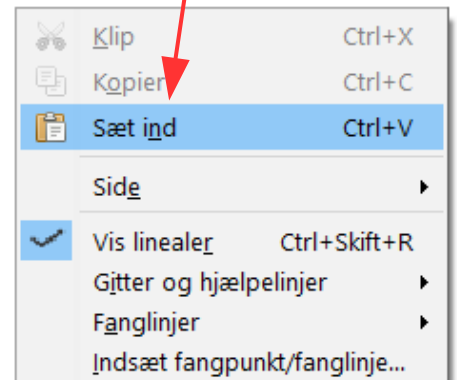 Klip Ctrl+X
Kopier Ctrl+C
Sæt ind Ctrl+V
Side
Vis linealer Ctrl+Skift+R
Gitter og hjælpelinjer
Fanglinjer
Indsæt fangpunkt/fanglinje...